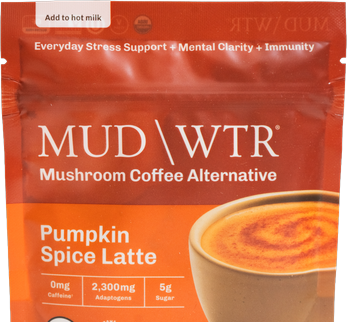 Add to hot milk
Everyday Stress Support + Mental Clarity + Immunity
MUD\WTR®
Mushroom Coffee Alternative
Pumpkin
Spice Latte
0mg 2,300mg 5g
Caffeine* Adaptogens Sugar